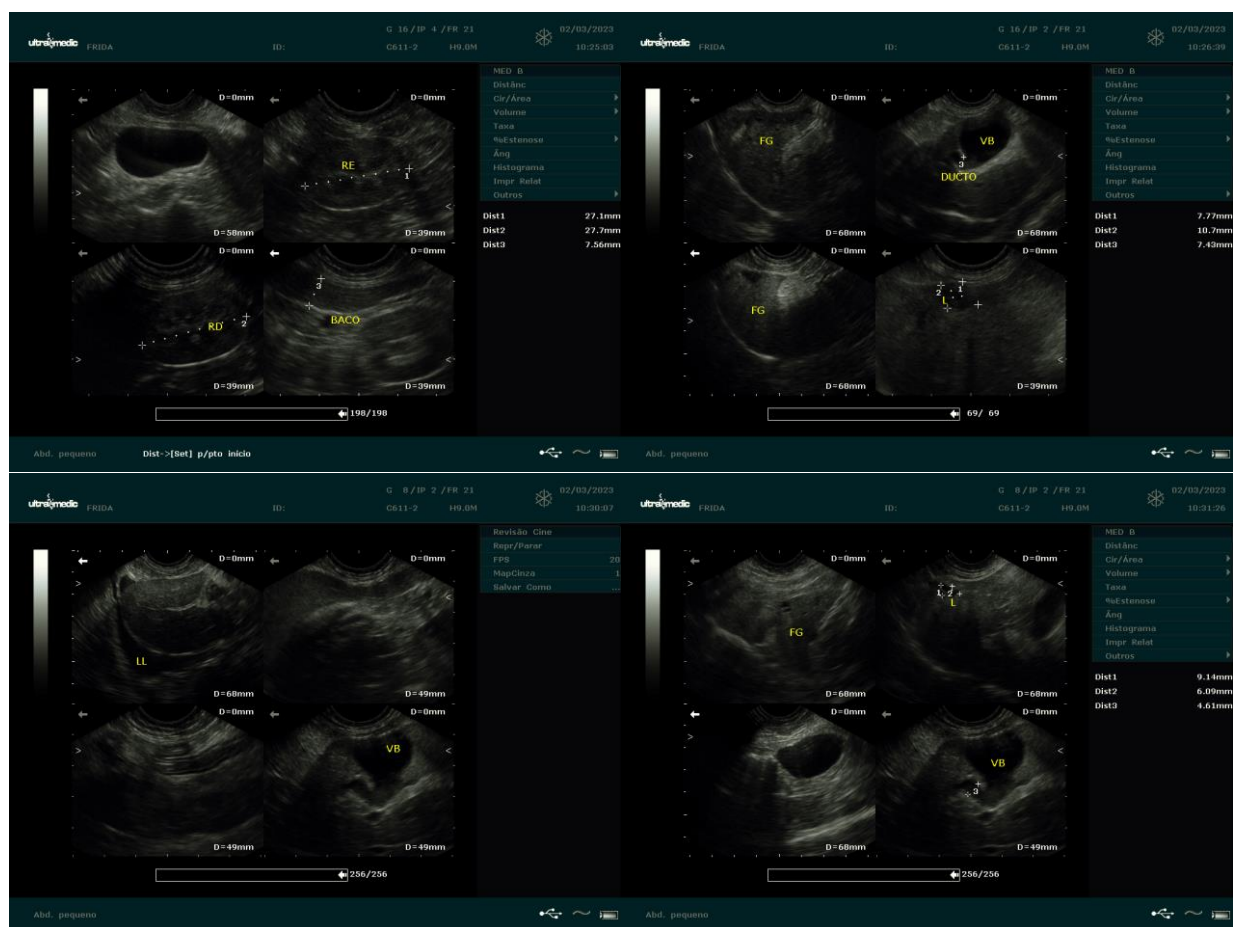 ultramedic FRIDA
ID:
G 16/IP 4 /FR 21
C611-2 H9.0M
02/03/2023
10:25:03
D=0mm
D=0mm
RE
1
D=58mm
D=39mm
D=0mm
D=0mm
3
RD
2
BACO
D=39mm
D=39mm
198/198
MED B
Distânc
Cir/Área
Volume
Taxa
%Estenose
Âng
Histograma
Impr Relat
Outros
Dist1 27.1mm
Dist2 27.7mm
Dist3 7.56mm
Abd. pequeno
Dist->[Set] p/pto início
ultramedic FRIDA
ID:
G 16/IP 2 /FR 21
C611-2 H9.0M
02/03/2023
10:26:39
D=0mm
D=0mm
FG
VB
3
DUCTO
D=68mm
D=68mm
D=0mm
D=0mm
FG
2
1
L
D=68mm
D=39mm
69/ 69
MED B
Distânc
Cir/Área
Volume
Taxa
%Estenose
Âng
Histograma
Impr Relat
Outros
Dist1 7.77mm
Dist2 10.7mm
Dist3 7.43mm
Abd. pequeno
ultramedic FRIDA
ID:
G 8/IP 2 /FR 21
C611-2 H9.0M
02/03/2023
10:30:07
D=0mm
D=0mm
LL
D=68mm
D=49mm
D=0mm
D=0mm
VB
D=49mm
D=49mm
256/256
Revisão Cine
Repr/Parar
FPS 20
MapCinza 1
Salvar Como ...
Abd. pequeno
ultramedic FRIDA
ID:
G 8/IP 2 /FR 21
C611-2 H9.0M
02/03/2023
10:31:26
D=0mm
D=0mm
1
2
L
FG
D=68mm
D=68mm
D=0mm
D=0mm
VB
3
D=68mm
D=49mm
256/256
MED B
Distânc
Cir/Área
Volume
Taxa
%Estenose
Âng
Histograma
Impr Relat
Outros
Dist1 9.14mm
Dist2 6.09mm
Dist3 4.61mm
Abd. pequeno